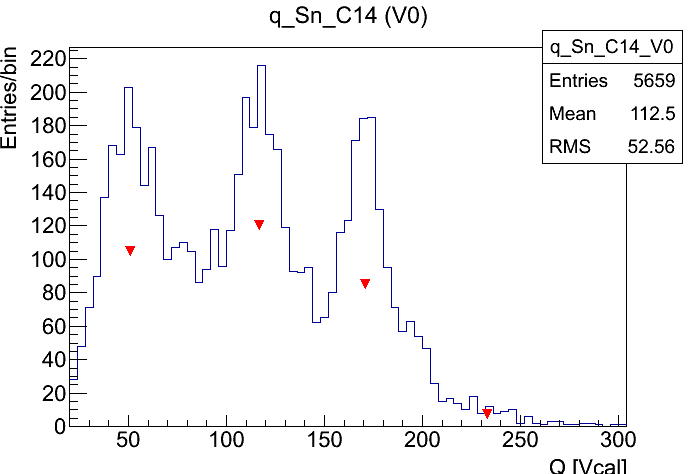 q_Sn_C14 (V0)
q_Sn_C14_V0
Entries 5659
Mean 112.5
RMS 52.56
Entries/bin
220
200
180
160
140
120
100
80
60
40
20
0
50 100 150 200 250 300
Q [Vcal]